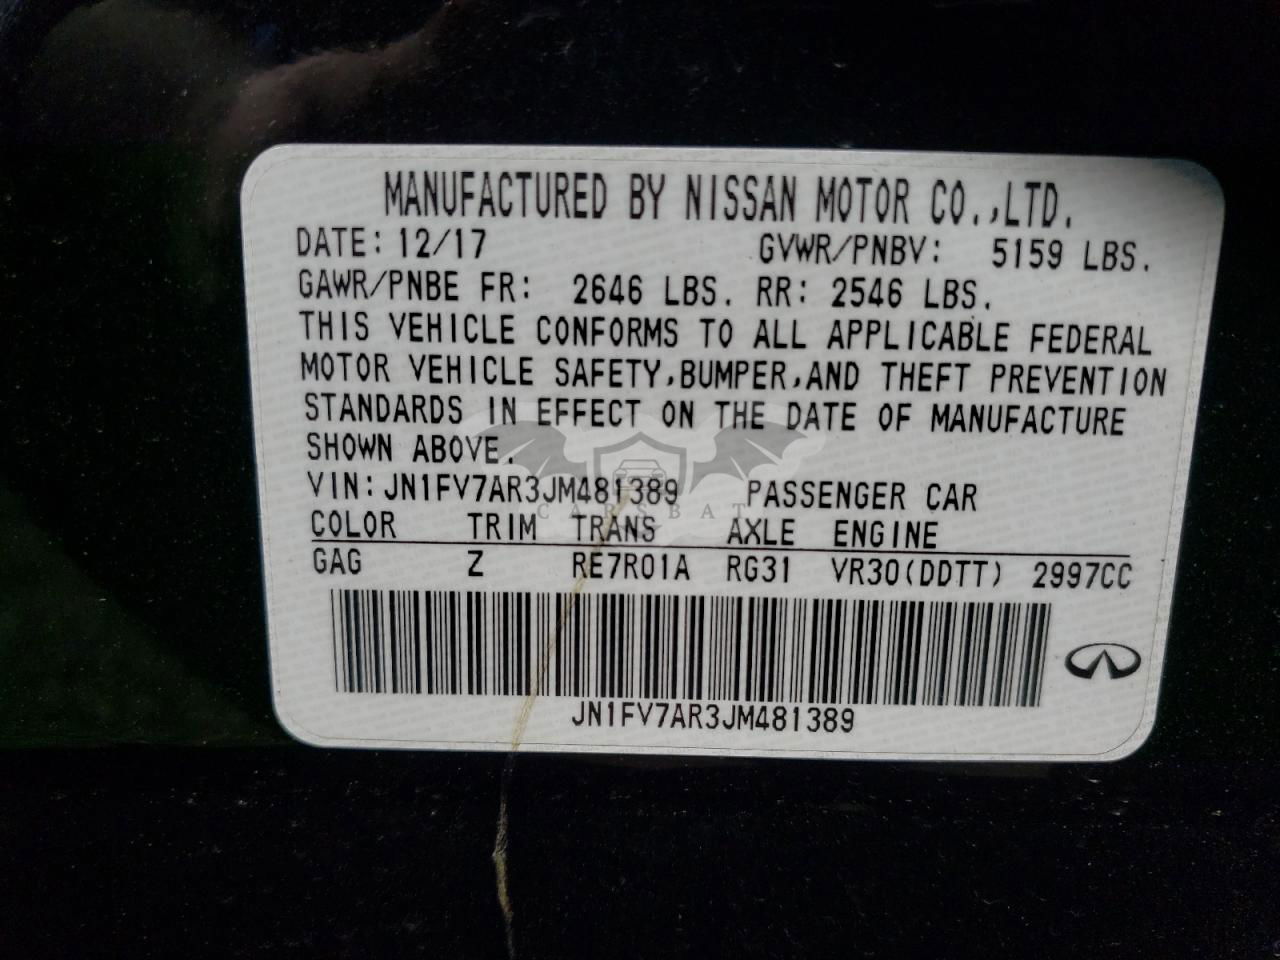 MANUFACTURED BY NISSAN MOTOR CO.,LTD.
DATE: 12/17 GVWR/PNBV: 5159 LBS.
GAWR/PNBE FR: 2646 LBS. RR: 2546 LBS.
THIS VEHICLE CONFORMS TO ALL APPLICABLE FEDERAL
MOTOR VEHICLE SAFETY,BUMPER,AND THEFT PREVENTION
STANDARDS IN EFFECT ON THE DATE OF MANUFACTURE
SHOWN ABOVE.
VIN: JN1FV7AR3JM481389 PASSENGER CAR
CARSBAT
COLOR TRIM TRANS AXLE ENGINE
GAG Z RE7R01A RG31 VR30(DDTT) 2997CC
JN1FV7AR3JM481389